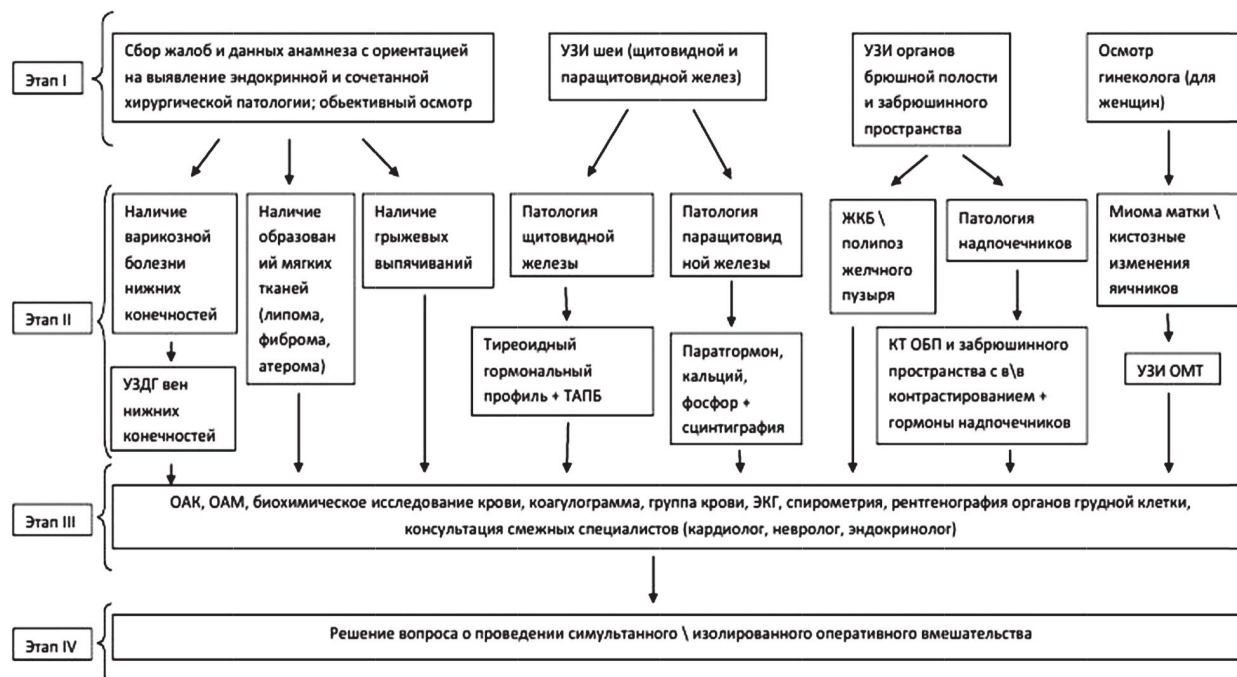 Этап I
Сбор жалоб и данных анамнеза с ориентацией
на выявление эндокринной и сочетанной
хирургической патологии; обьективный осмотр
УЗИ шеи (щитовидной и
паращитовидной желез)
УЗИ органов
брюшной полости
и забрюшинного
пространства
Осмотр
гинеколога (для
женщин)
Этап II
Наличие
варикозной
болезни
нижних
конечностей
Наличие
образован
ий мягких
тканей
(липома,
фиброма,
атерома)
Наличие
грыжевых
выпячиваний
Патология
щитовидной
железы
Патология
паращитовид
ной железы
ЖКБ \
полипоз
желчного
пузыря
Патология
надпочечников
Миома матки \
кистозные
изменения
яичников
УЗДГ вен
нижних
конечностей
Тиреоидный
гормональный
профиль + ТАПБ
Паратгормон,
кальций,
фосфор +
сцинтиграфия
КТ ОБП и забрюшинного
пространства с в\в
контрастированием +
гормоны надпочечников
УЗИ ОМТ
Этап III
ОАК, ОАМ, биохимическое исследование крови, коагулограмма, группа крови, ЭКГ, спирометрия, рентгенография органов грудной клетки,
консультация смежных специалистов (кардиолог, невролог, эндокринолог)
Этап IV
Решение вопроса о проведении симультанного \ изолированного оперативного вмешательства